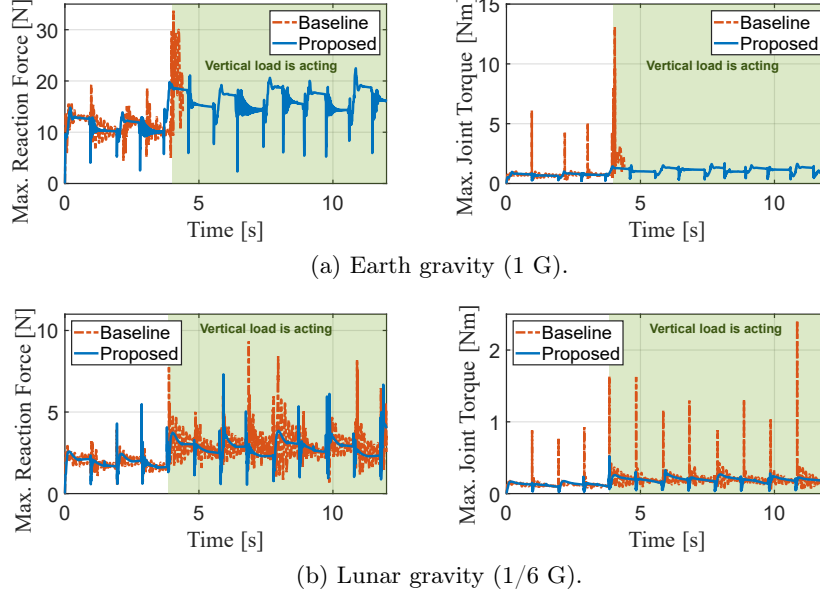 Max. Reaction Force [N]
30
20
10
0
0
5
10
Time [s]
Baseline
Proposed
Vertical load is acting
Max. Joint Torque [Nm]
15
10
5
0
0
5
10
Time [s]
Baseline
Proposed
Vertical load is acting
(a) Earth gravity (1 G).
Max. Reaction Force [N]
10
5
0
0
5
10
Time [s]
Baseline
Proposed
Vertical load is acting
Max. Joint Torque [Nm]
2
1
0
0
5
10
Time [s]
Baseline
Proposed
Vertical load is acting
(b) Lunar gravity (1/6 G).